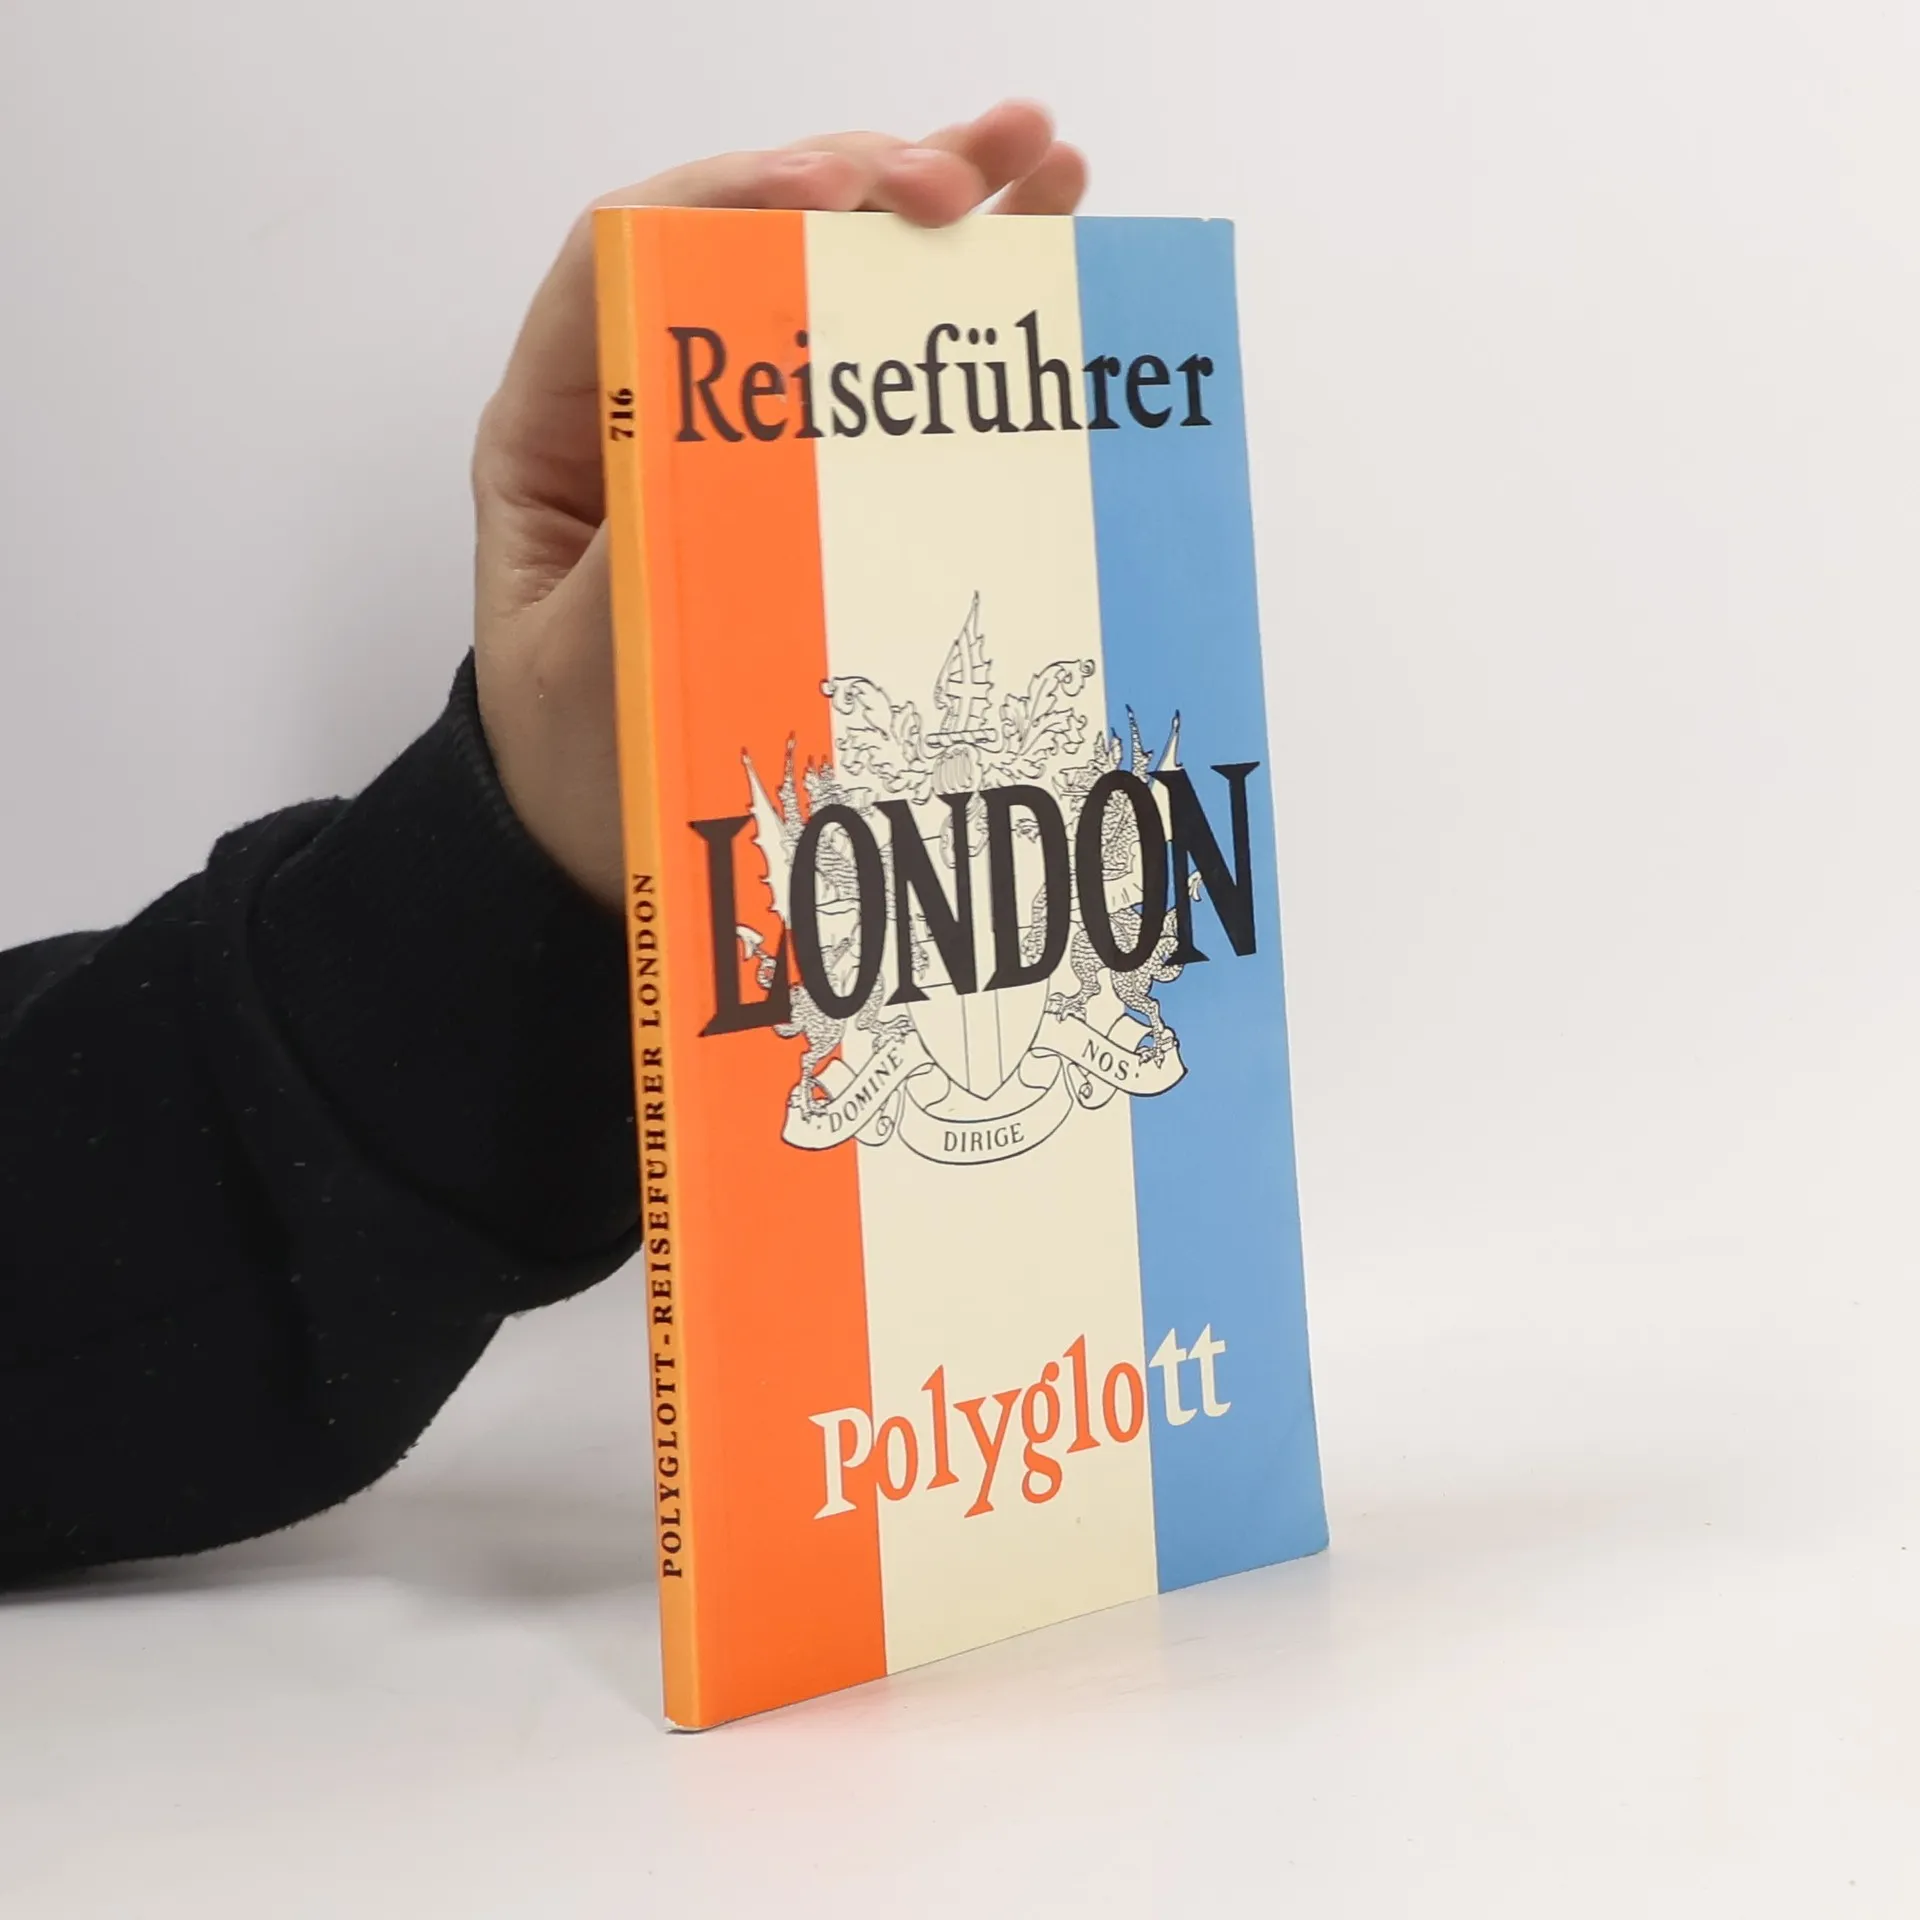 Reiseführer
LONDON
· DOMINE
DIRIGE
NOS ·
Polyglott
716
POLYGLOTT-REISEFÜHRER LONDON